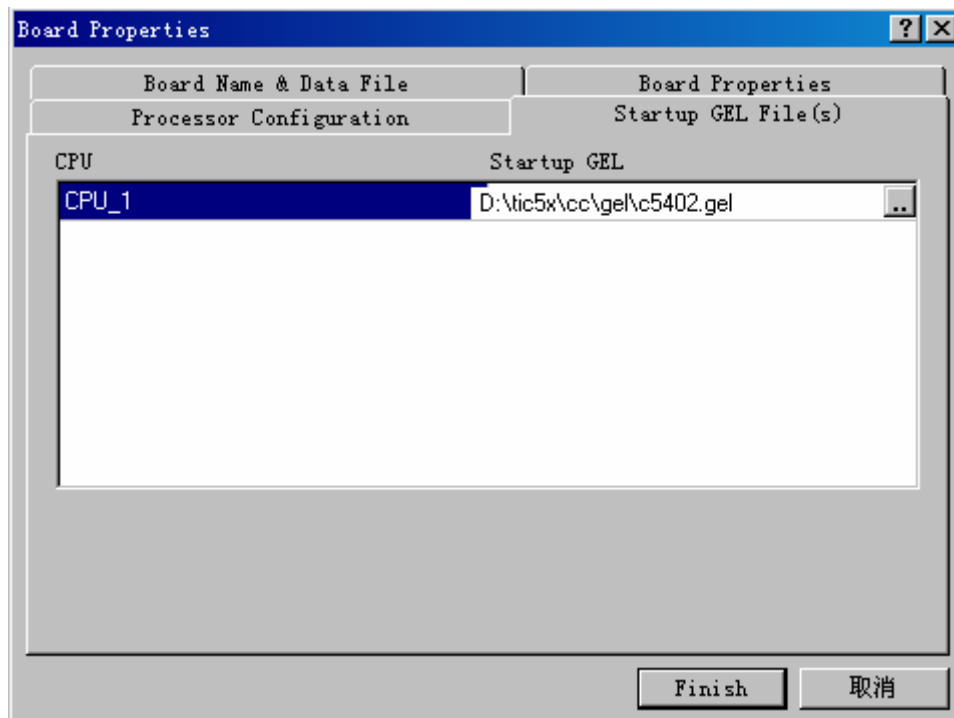 Board Properties
Board Name & Data File
Board Properties
Processor Configuration
Startup GEL File(s)
CPU
Startup GEL
CPU_1
D:\tic5x\cc\gel\c5402.gel
..
Finish
取消